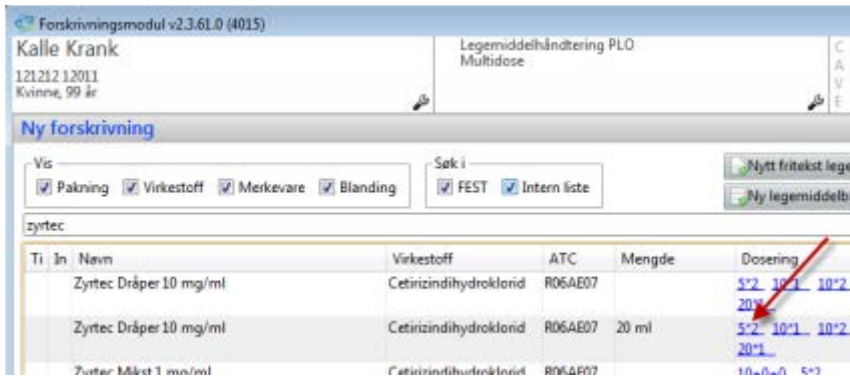 Forskrivningsmodul v2.3.61.0 (4015)
Kalle Krank
121212 12011
Kvinne, 99 år
Legemiddelhåndtering PLO
Multidose
C
A
V
E
Ny forskrivning
Vis
Pakning Virkestoff Merkevare Blanding
Søk i
FEST Intern liste
Nytt fritekst lege
Ny legemiddelb
zyrtec
Ti In Navn Virkestoff ATC Mengde Dosering
Zyrtec Dråper 10 mg/ml Cetirizindihydroklorid R06AE07 5*2 10*1 10*2
Zyrtec Dråper 10 mg/ml Cetirizindihydroklorid R06AE07 20 ml 5*2 10*1 10*2
20*1
Zyrtec Mikst 1 mg/ml Cetirizindihydroklorid R06AE07 10+0+0 5*2